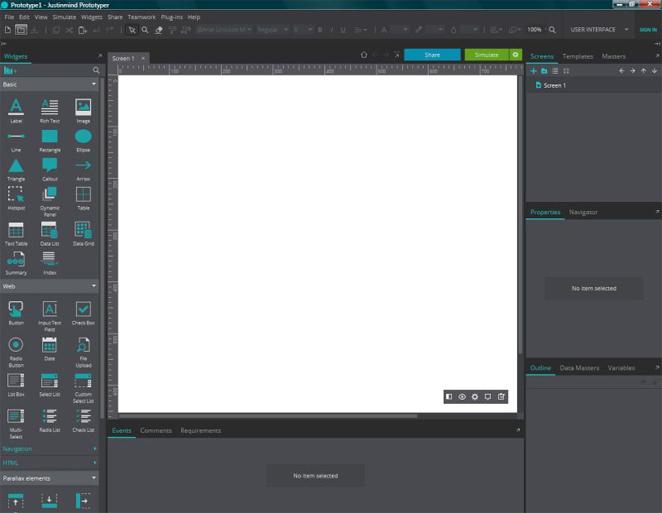 Prototype1 - Justinmind Prototyper
File Edit View Simulate Widgets Share Teamwork Plug-ins Help
100%
USER INTERFACE
SIGN IN
Widgets
Screen 1
Share
Simulate
Screens Templates Masters
Screen 1
Basic
Label Rich Text Image
Line Rectangle Ellipse
Triangle Callout Arrow
Hotspot Dynamic Panel Table
Text Table Data List Data Grid
Summary Index
Web
Button Input Text Field Check Box
Radio Button Date File Upload
List Box Select List Custom Select List
Multi-Select Radio List Check List
Navigation
HTML
Parallax elements
Properties Navigator
No item selected
Outline Data Masters Variables
Events Comments Requirements
No item selected